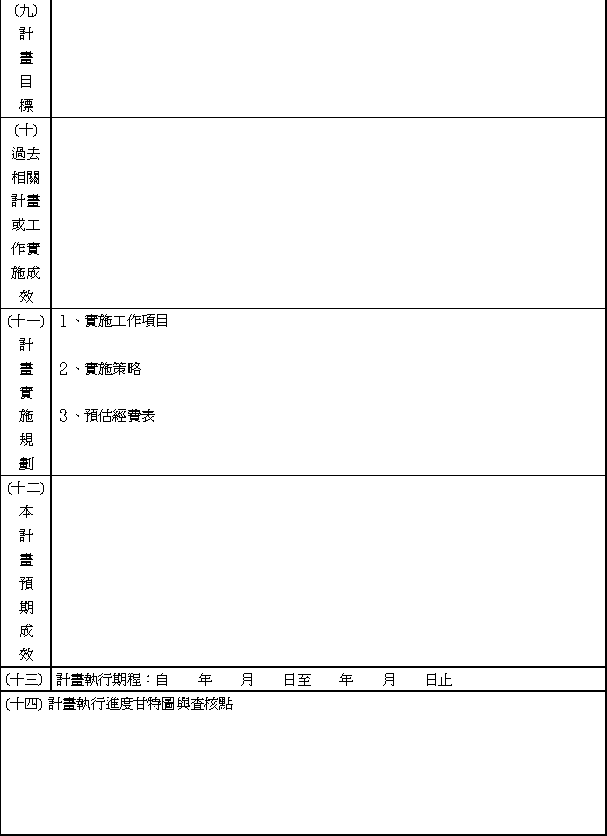 (九)
計
畫
目
標
(十)
過去
相關
計畫
或工
作實
施成
效
(十一)
計
畫
實
施
規
劃
１、實施工作項目
２、實施策略
３、預估經費表
(十二)
本
計
畫
預
期
成
效
(十三) 計畫執行期程：自　　年　　月　　日至　　年　　月　　日止
(十四) 計畫執行進度甘特圖與查核點